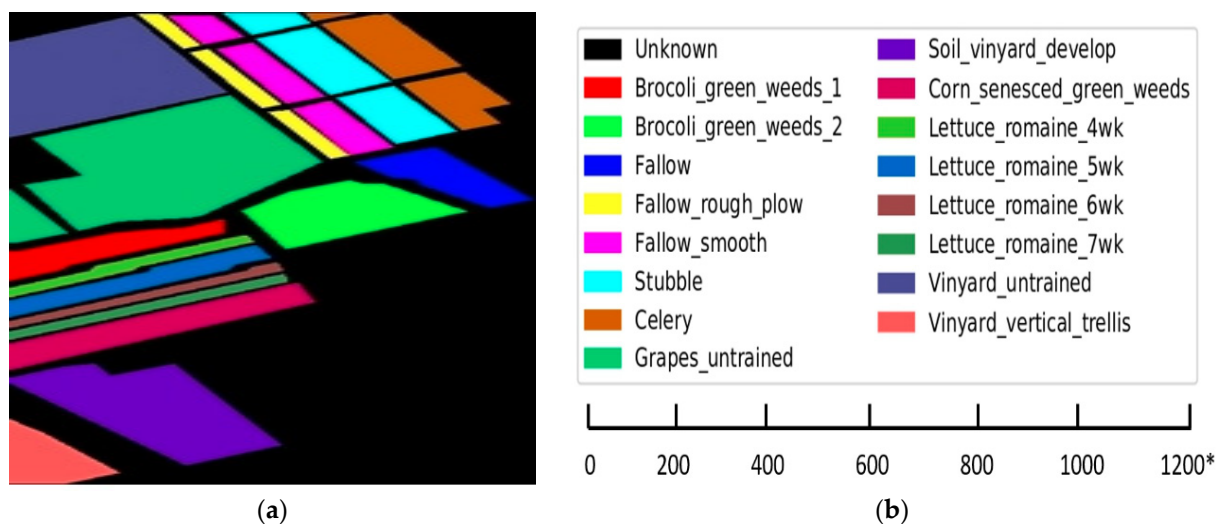 Unknown
Brocoli_green_weeds_1
Brocoli_green_weeds_2
Fallow
Fallow_rough_plow
Fallow_smooth
Stubble
Celery
Grapes_untrained
Soil_vinyard_develop
Corn_senesced_green_weeds
Lettuce_romaine_4wk
Lettuce_romaine_5wk
Lettuce_romaine_6wk
Lettuce_romaine_7wk
Vinyard_untrained
Vinyard_vertical_trellis
0 200 400 600 800 1000 1200*
(a) (b)